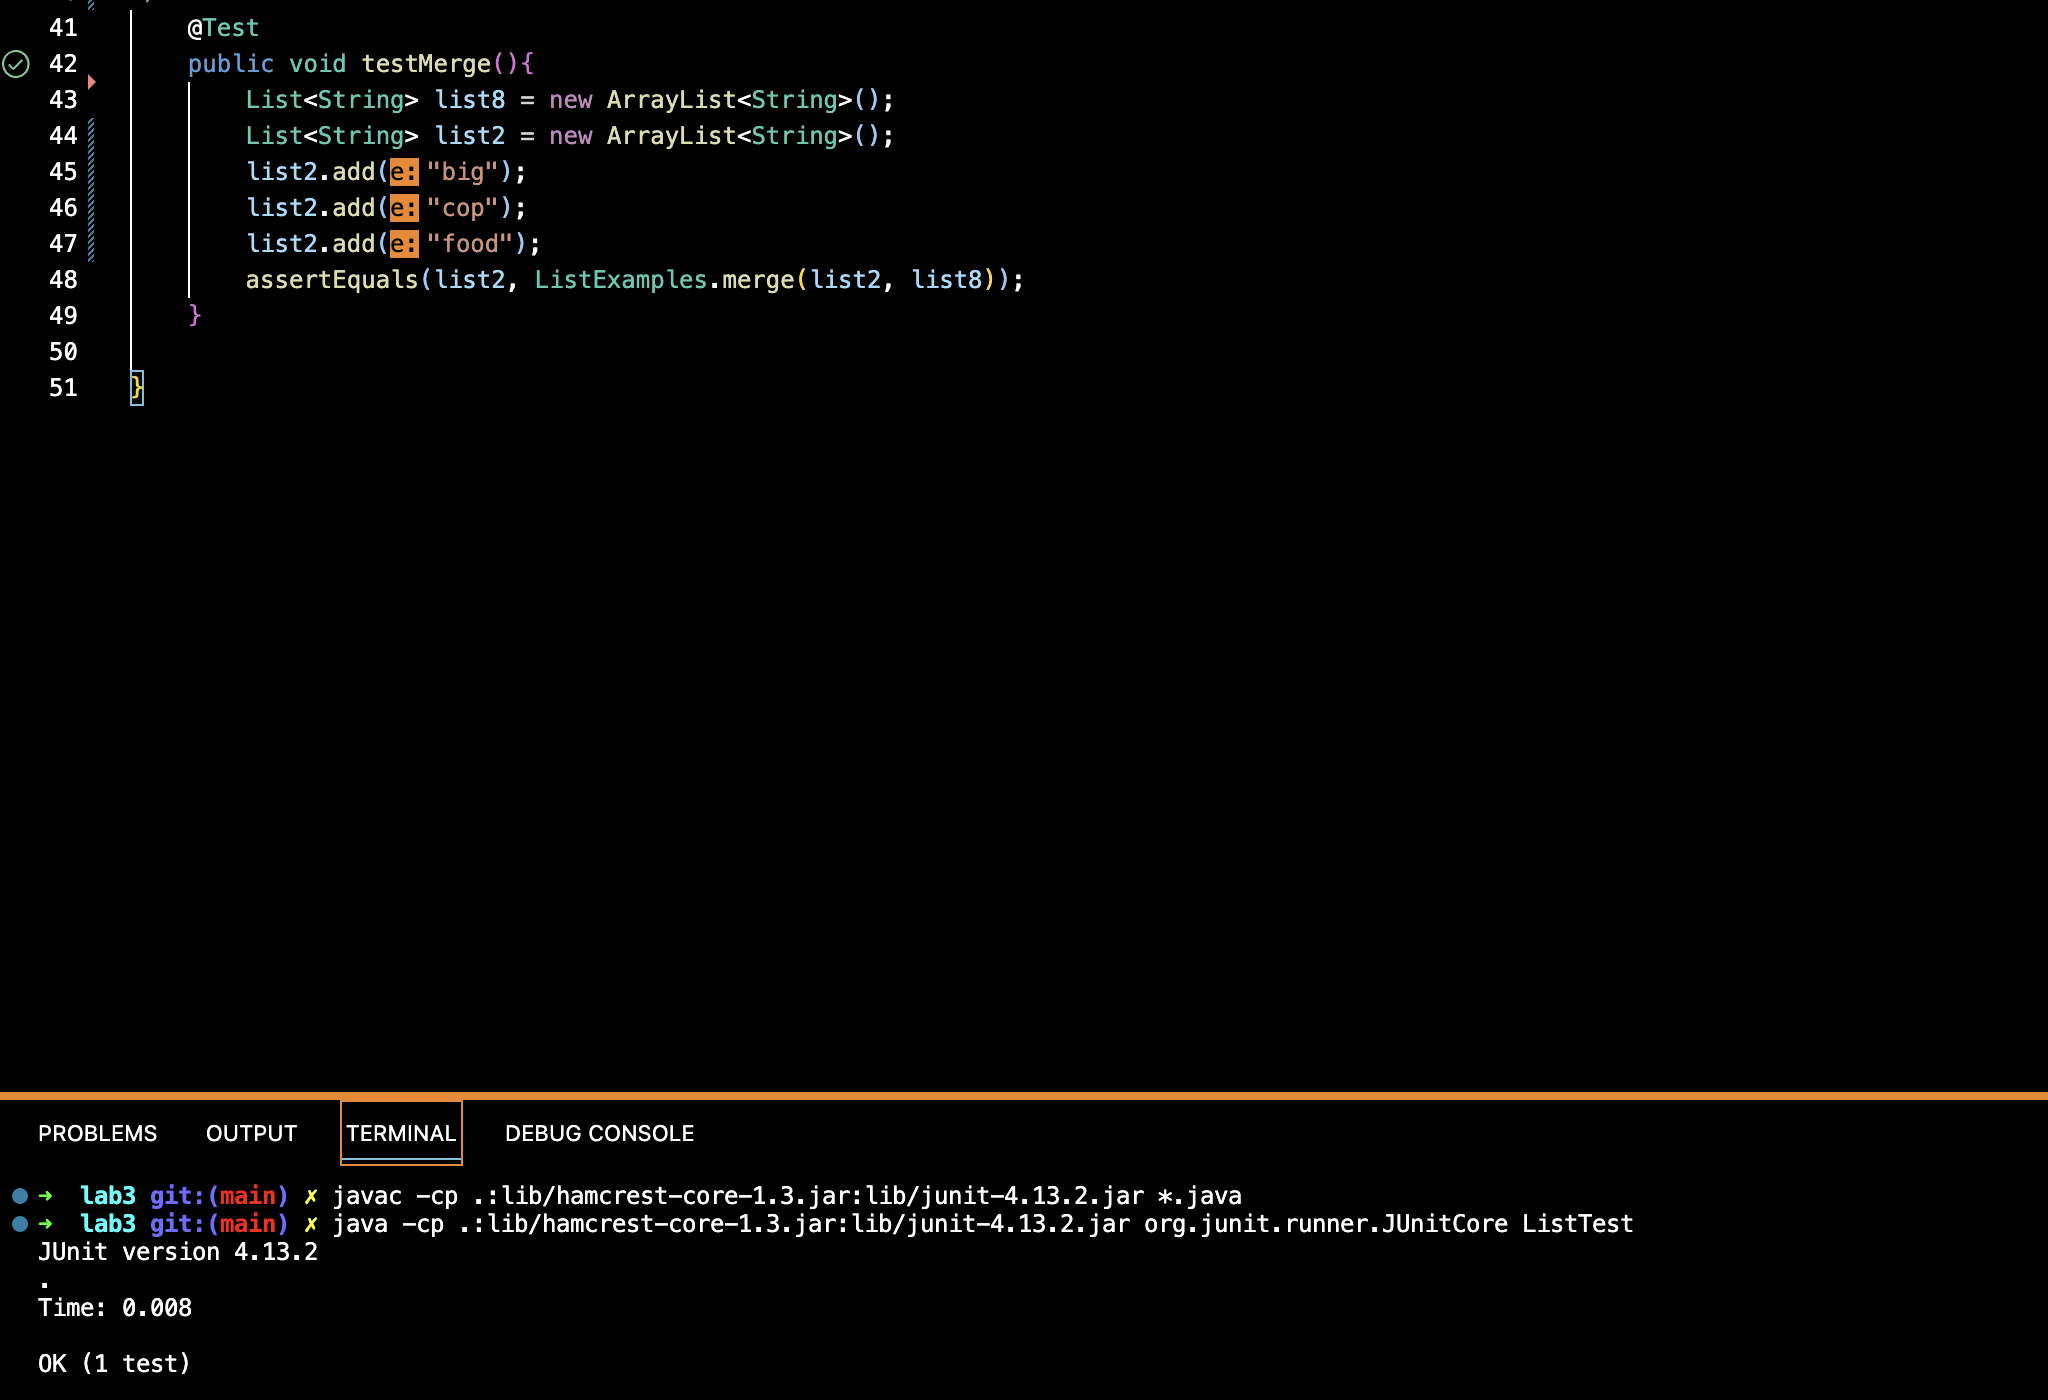 41 @Test
42 public void testMerge(){
43 List<String> list8 = new ArrayList<String>();
44 List<String> list2 = new ArrayList<String>();
45 list2.add(e: "big");
46 list2.add(e: "cop");
47 list2.add(e: "food");
48 assertEquals(list2, ListExamples.merge(list2, list8));
49 }
50
51 }
PROBLEMS OUTPUT TERMINAL DEBUG CONSOLE
➜ lab3 git:(main) ✗ javac -cp .:lib/hamcrest-core-1.3.jar:lib/junit-4.13.2.jar *.java
➜ lab3 git:(main) ✗ java -cp .:lib/hamcrest-core-1.3.jar:lib/junit-4.13.2.jar org.junit.runner.JUnitCore ListTest
JUnit version 4.13.2
.
Time: 0.008
OK (1 test)